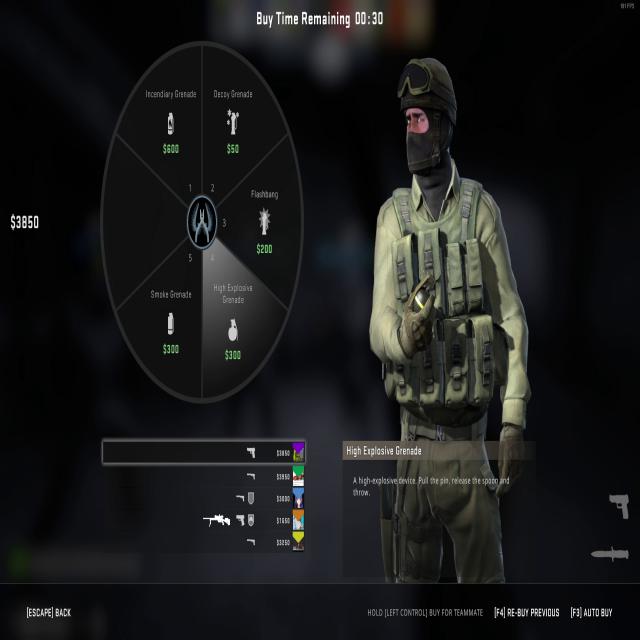 Buy Time Remaining 00:30
Incendiary Grenade
$600
Decoy Grenade
$50
1
2
3
4
5
Flashbang
$200
$3850
Smoke Grenade
$300
High Explosive
Grenade
$300
$3850
$3950
$1650
$3250
High Explosive Grenade
A high-explosive device. Pull the pin, release the spoon and
throw.
[ESCAPE] BACK
HOLD [LEFT CONTROL] BUY FOR TEAMMATE
[F4] RE-BUY PREVIOUS
[F3] AUTO BUY